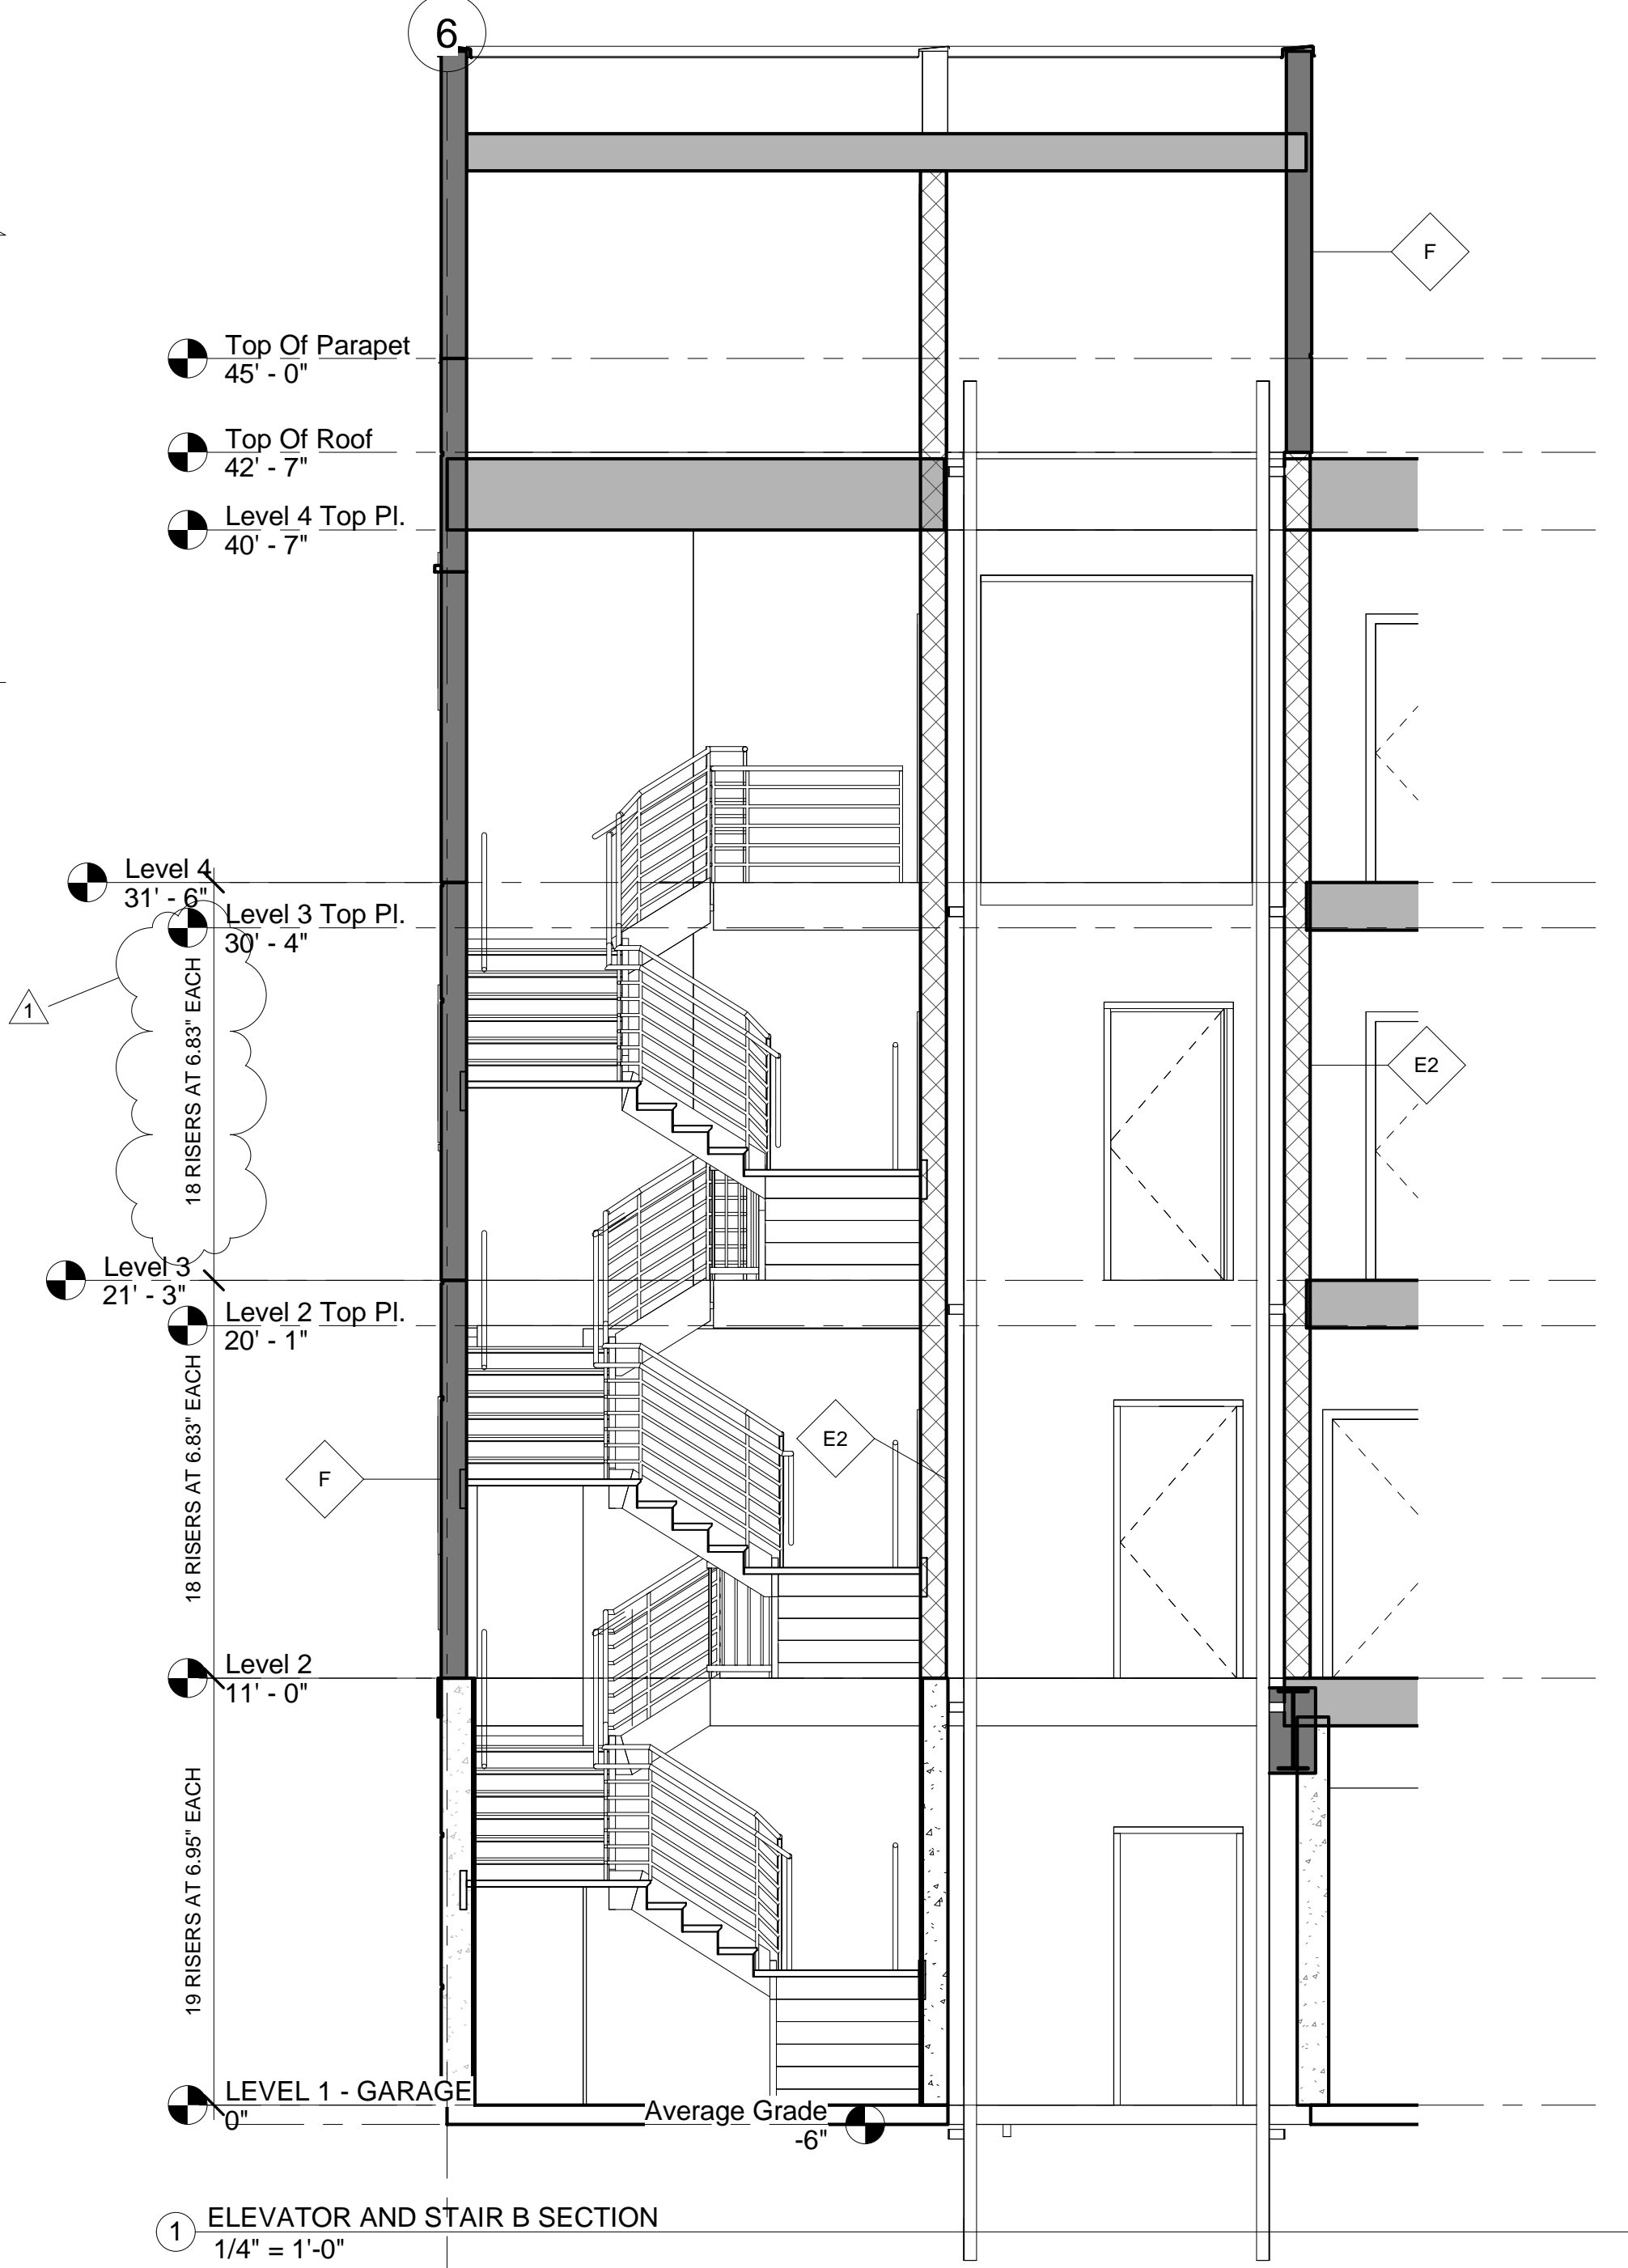 6
F
Top Of Parapet
45' - 0"
Top Of Roof
42' - 7"
Level 4 Top Pl.
40' - 7"
Level 4
31' - 6"
Level 3 Top Pl.
30' - 4"
1
18 RISERS AT 6.83" EACH
E2
Level 3
21' - 3"
Level 2 Top Pl.
20' - 1"
18 RISERS AT 6.83" EACH
E2
F
Level 2
11' - 0"
19 RISERS AT 6.95" EACH
LEVEL 1 - GARAGE
0"
Average Grade
-6"
1
ELEVATOR AND STAIR B SECTION
1/4" = 1'-0"